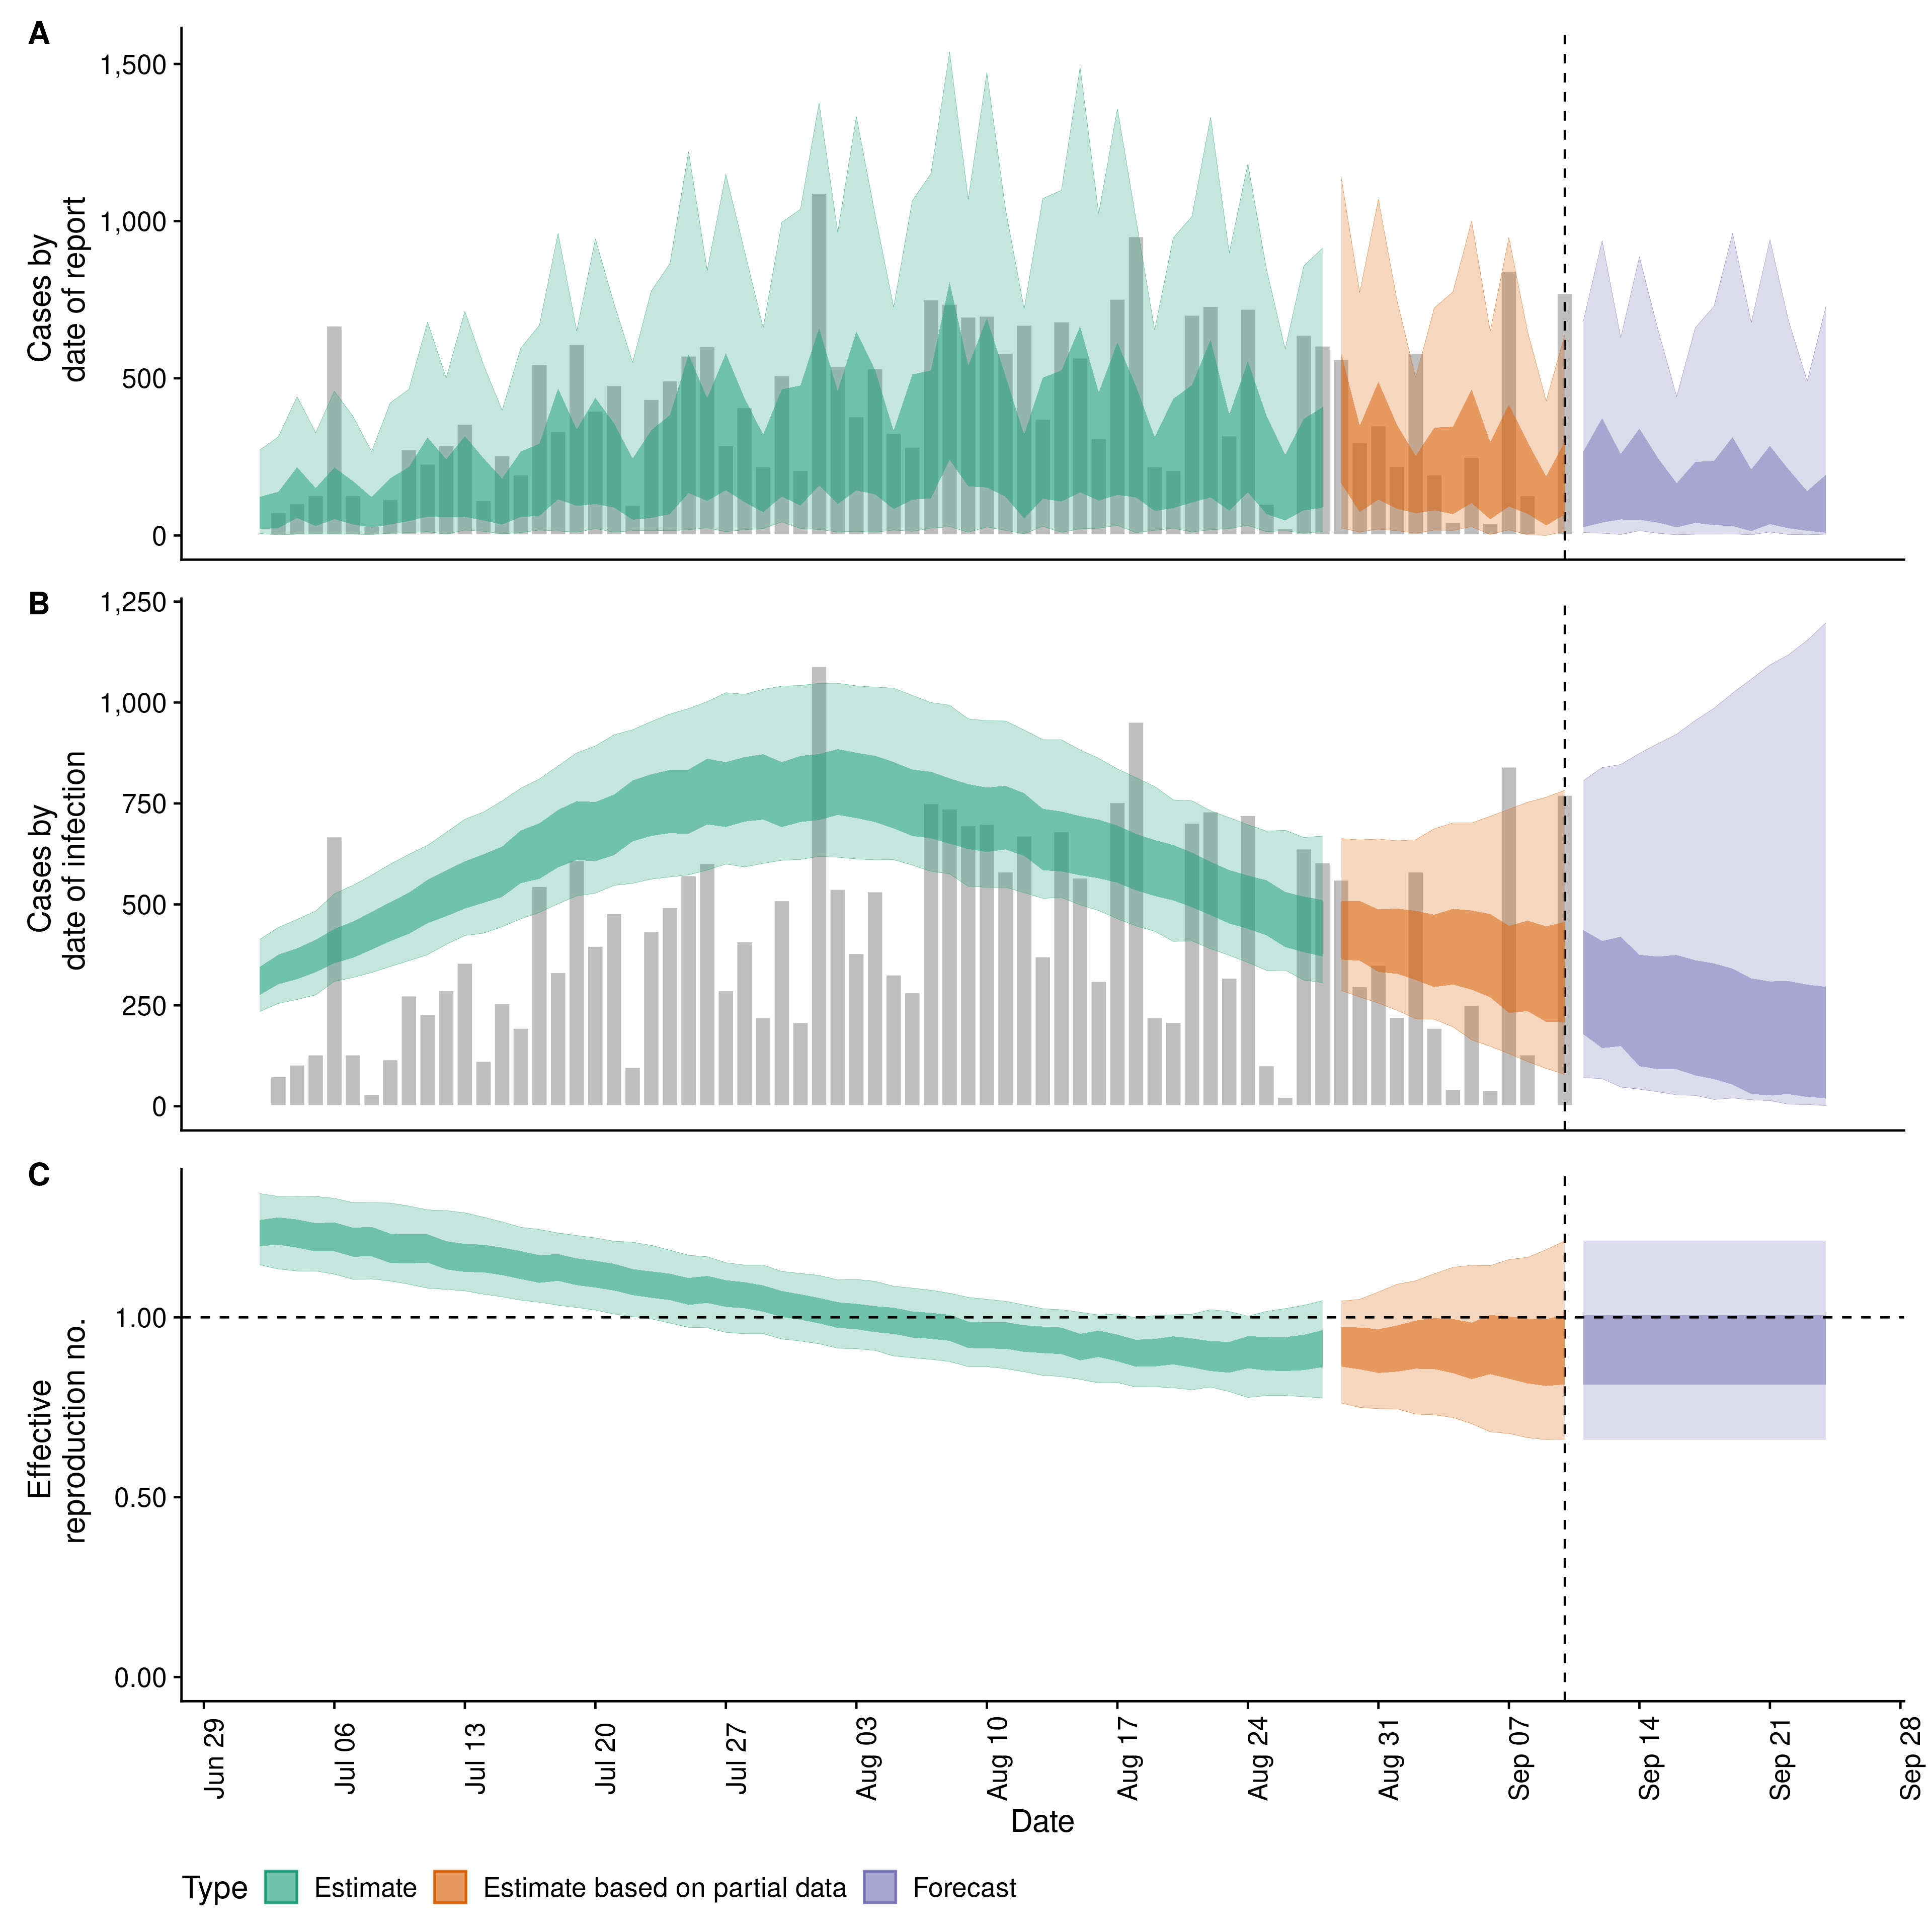 A
1,500
1,000
500
0
Cases by
date of report
B
1,250
1,000
750
500
250
0
Cases by
date of infection
C
1.00
0.50
0.00
Effective
reproduction no.
Jun 29
Jul 06
Jul 13
Jul 20
Jul 27
Aug 03
Aug 10
Aug 17
Aug 24
Aug 31
Sep 07
Sep 14
Sep 21
Sep 28
Date
Type Estimate Estimate based on partial data Forecast